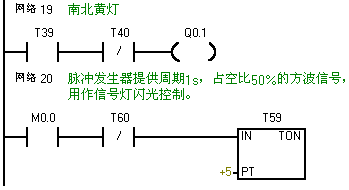 网络 19 南北黄灯
T39 T40 Q0.1
/
网络 20 脉冲发生器提供周期1s，占空比50%的方波信号，
用作信号灯闪光控制。
M0.0 T60 T59
/ IN TON
+5 PT